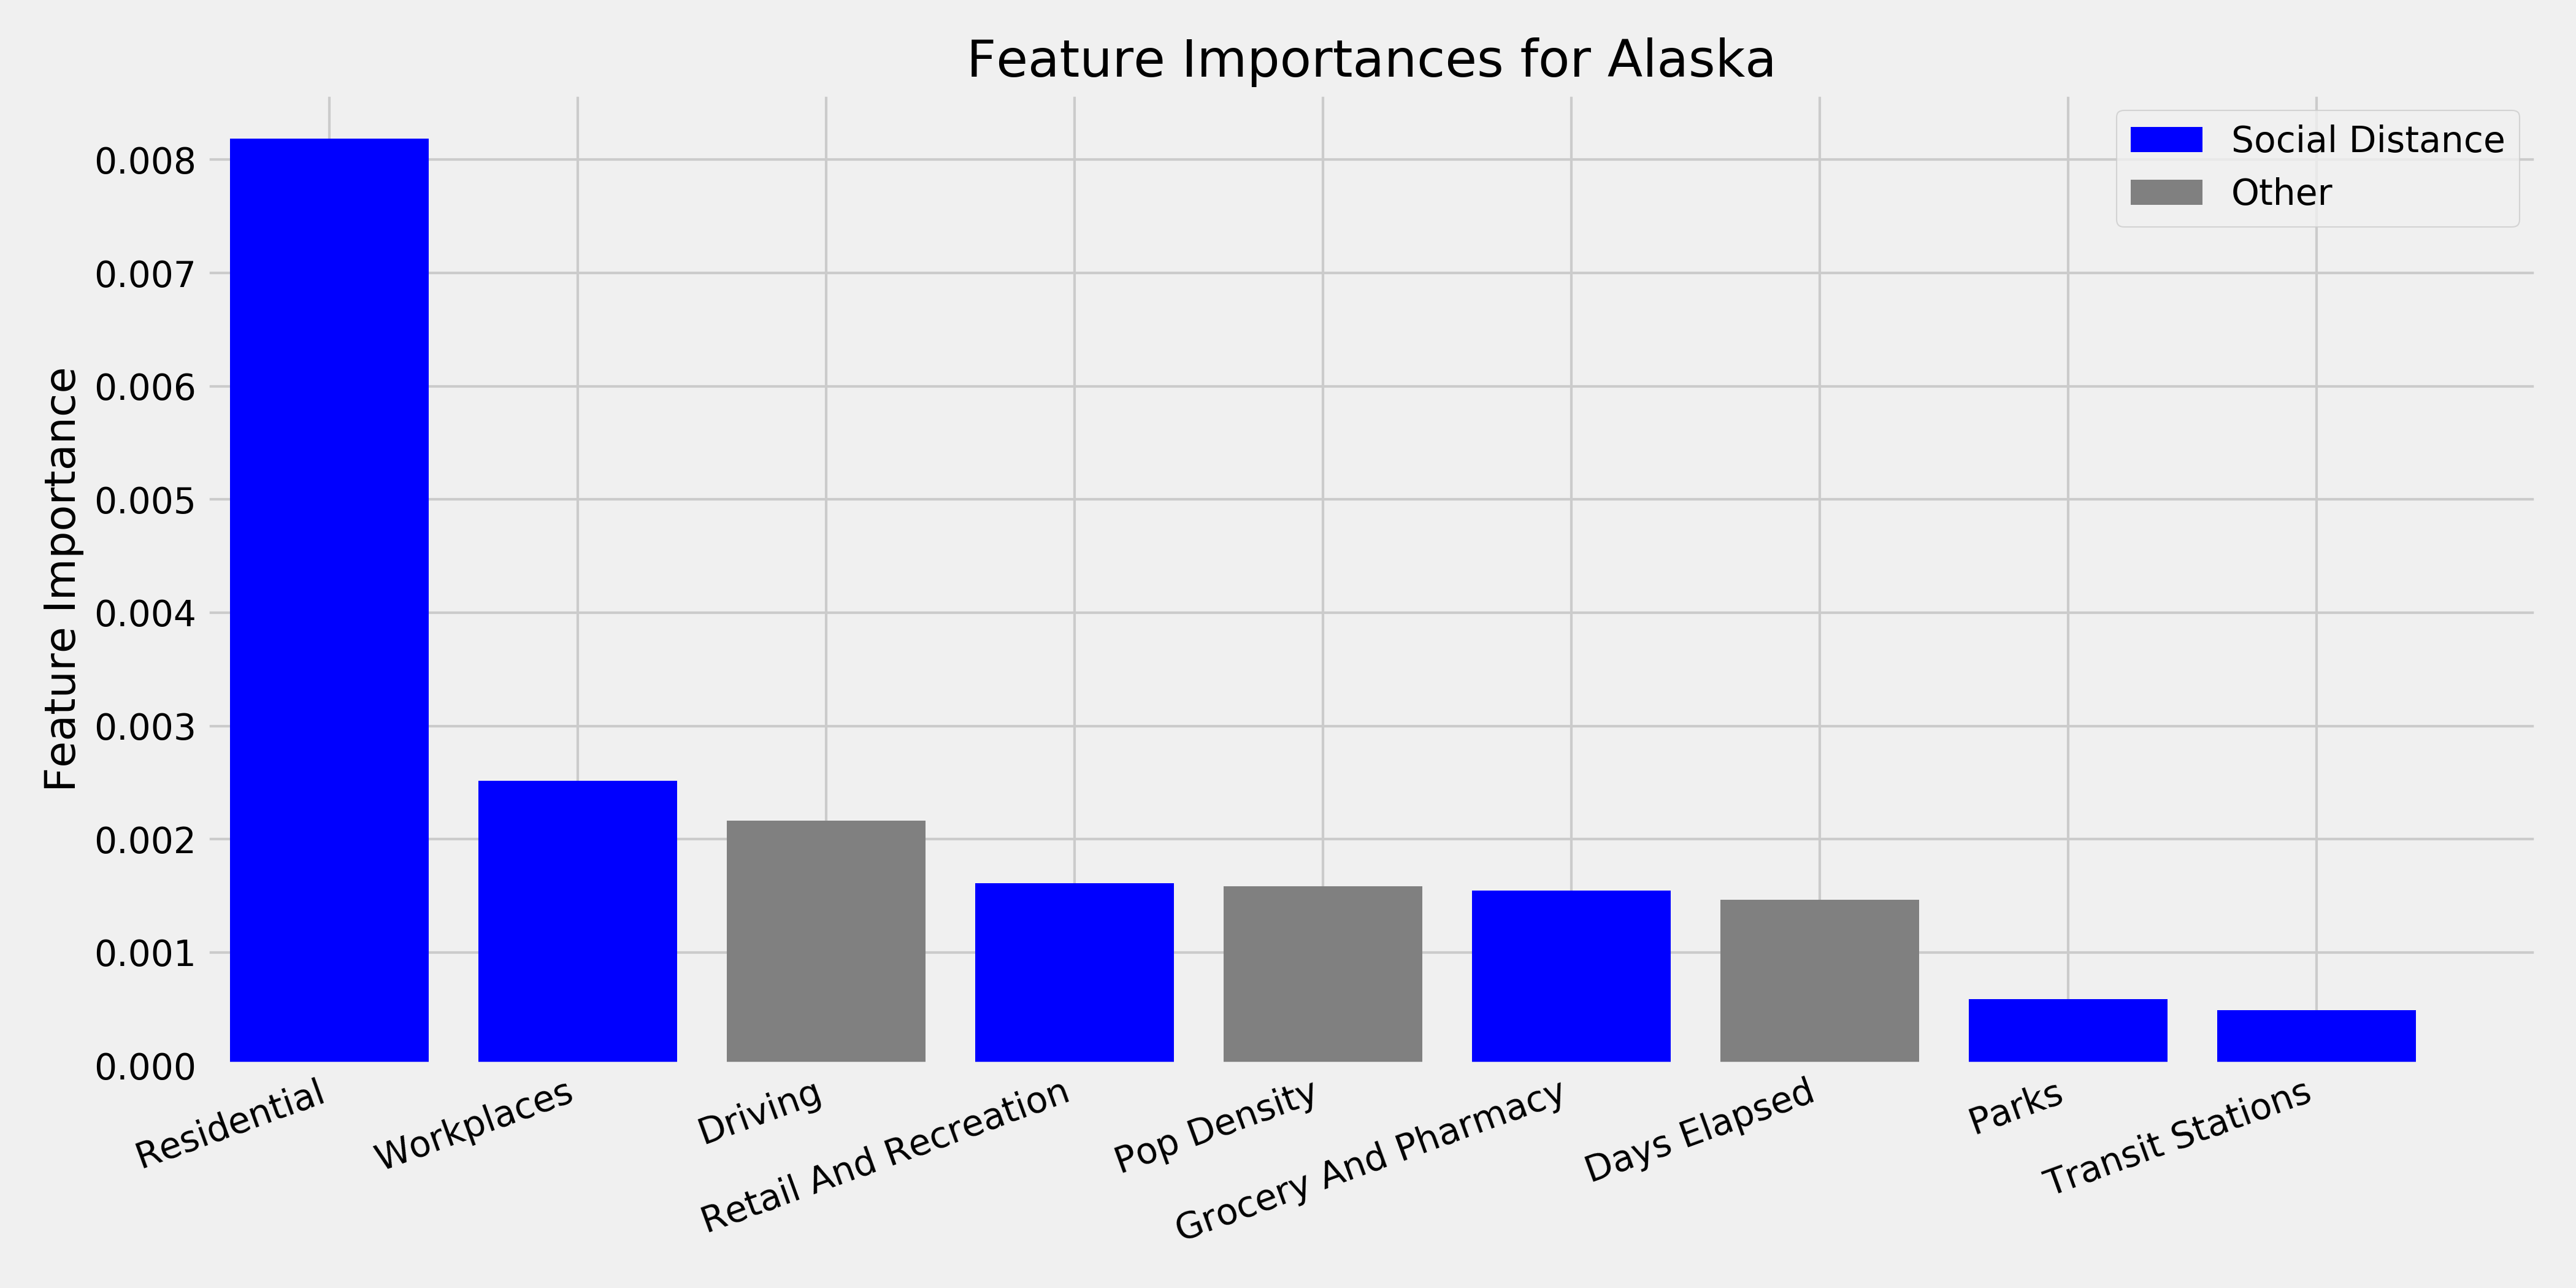 Feature Importances for Alaska
Social Distance
Other
Feature Importance
0.008
0.007
0.006
0.005
0.004
0.003
0.002
0.001
0.000
Residential
Workplaces
Driving
Retail And Recreation
Pop Density
Grocery And Pharmacy
Days Elapsed
Parks
Transit Stations